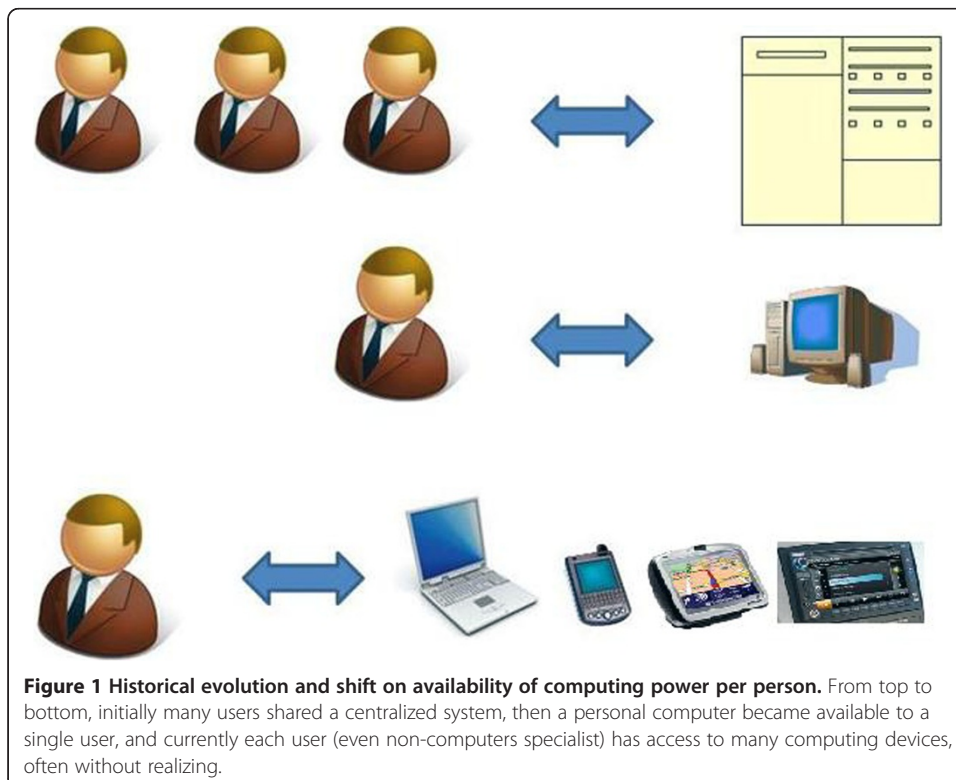 Figure 1 Historical evolution and shift on availability of computing power per person. From top to
bottom, initially many users shared a centralized system, then a personal computer became available to a
single user, and currently each user (even non-computers specialist) has access to many computing devices,
often without realizing.